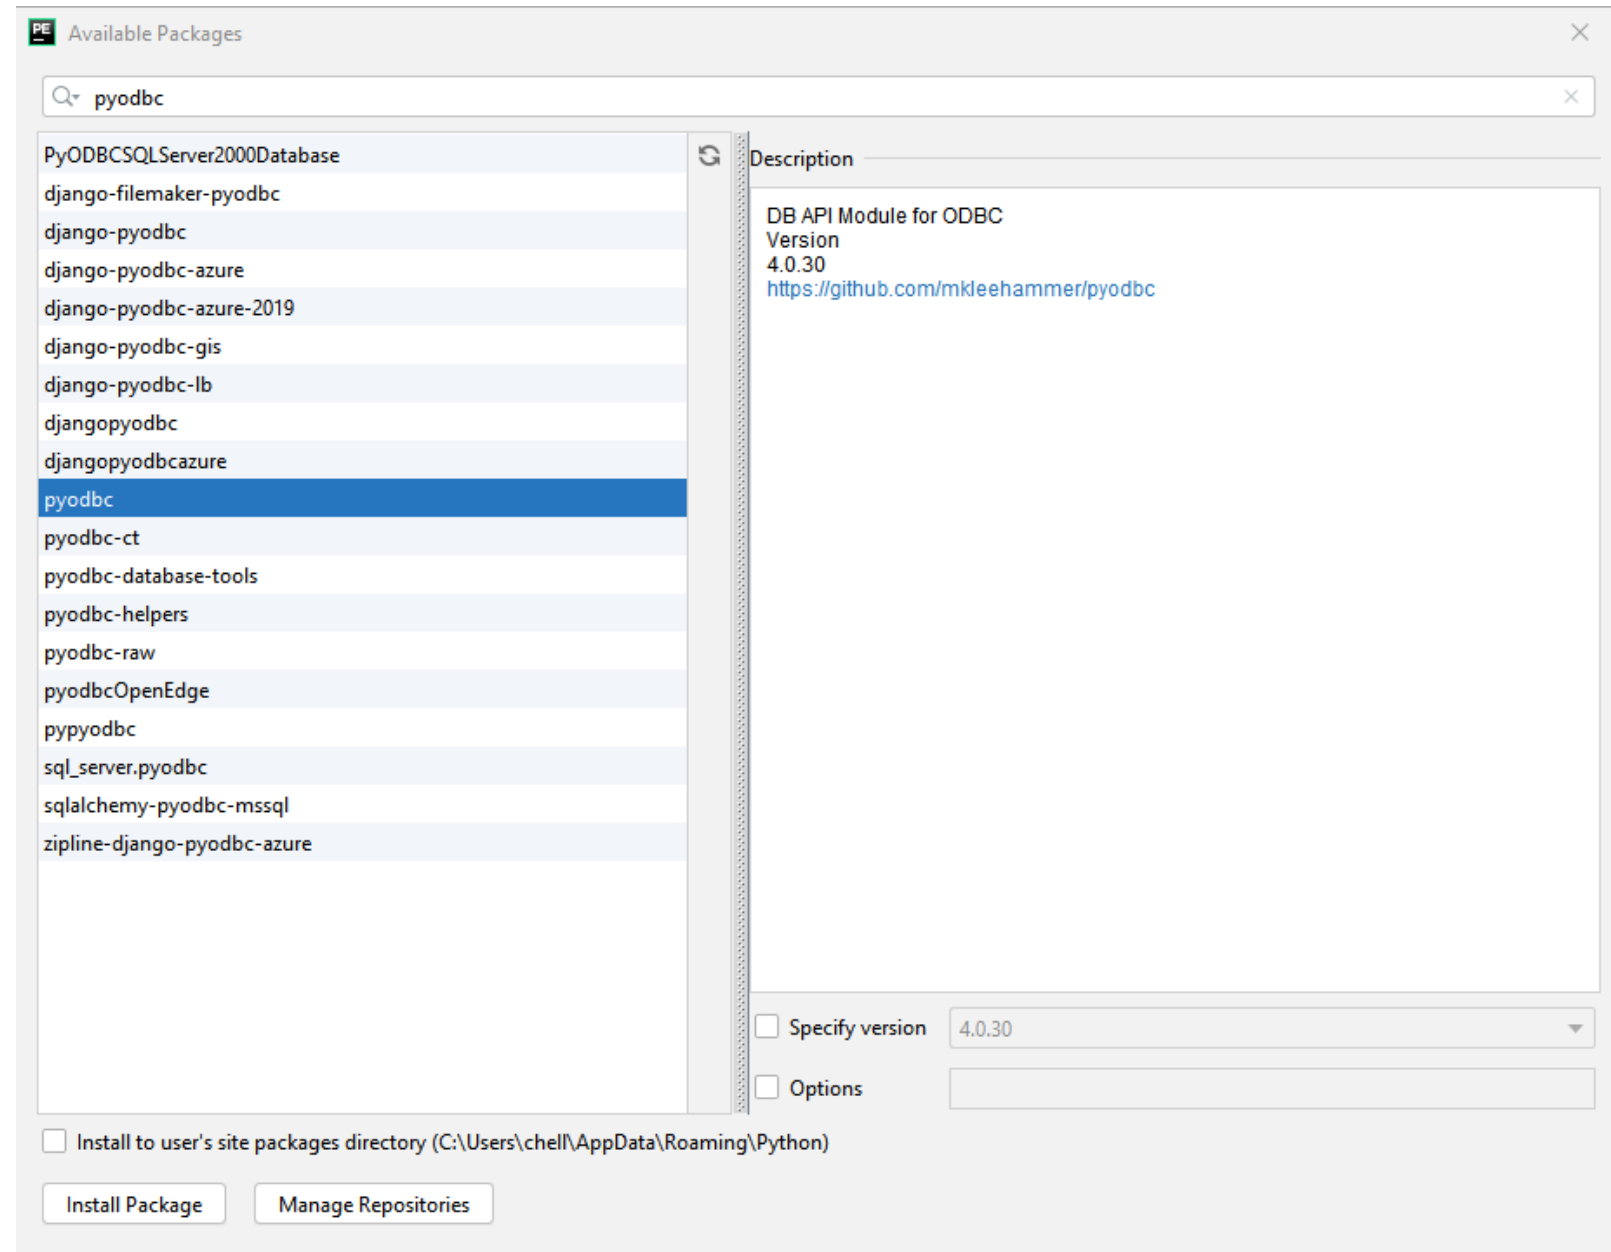 PE Available Packages
pyodbc
PyODBCSQLServer2000Database
django-filemaker-pyodbc
django-pyodbc
django-pyodbc-azure
django-pyodbc-azure-2019
django-pyodbc-gis
django-pyodbc-lb
djangopyodbc
djangopyodbcazure
pyodbc
pyodbc-ct
pyodbc-database-tools
pyodbc-helpers
pyodbc-raw
pyodbcOpenEdge
pypyodbc
sql_server.pyodbc
sqlalchemy-pyodbc-mssql
zipline-django-pyodbc-azure
Description
DB API Module for ODBC
Version
4.0.30
https://github.com/mkleehammer/pyodbc
Specify version 4.0.30
Options
Install to user's site packages directory (C:\Users\chell\AppData\Roaming\Python)
Install Package Manage Repositories